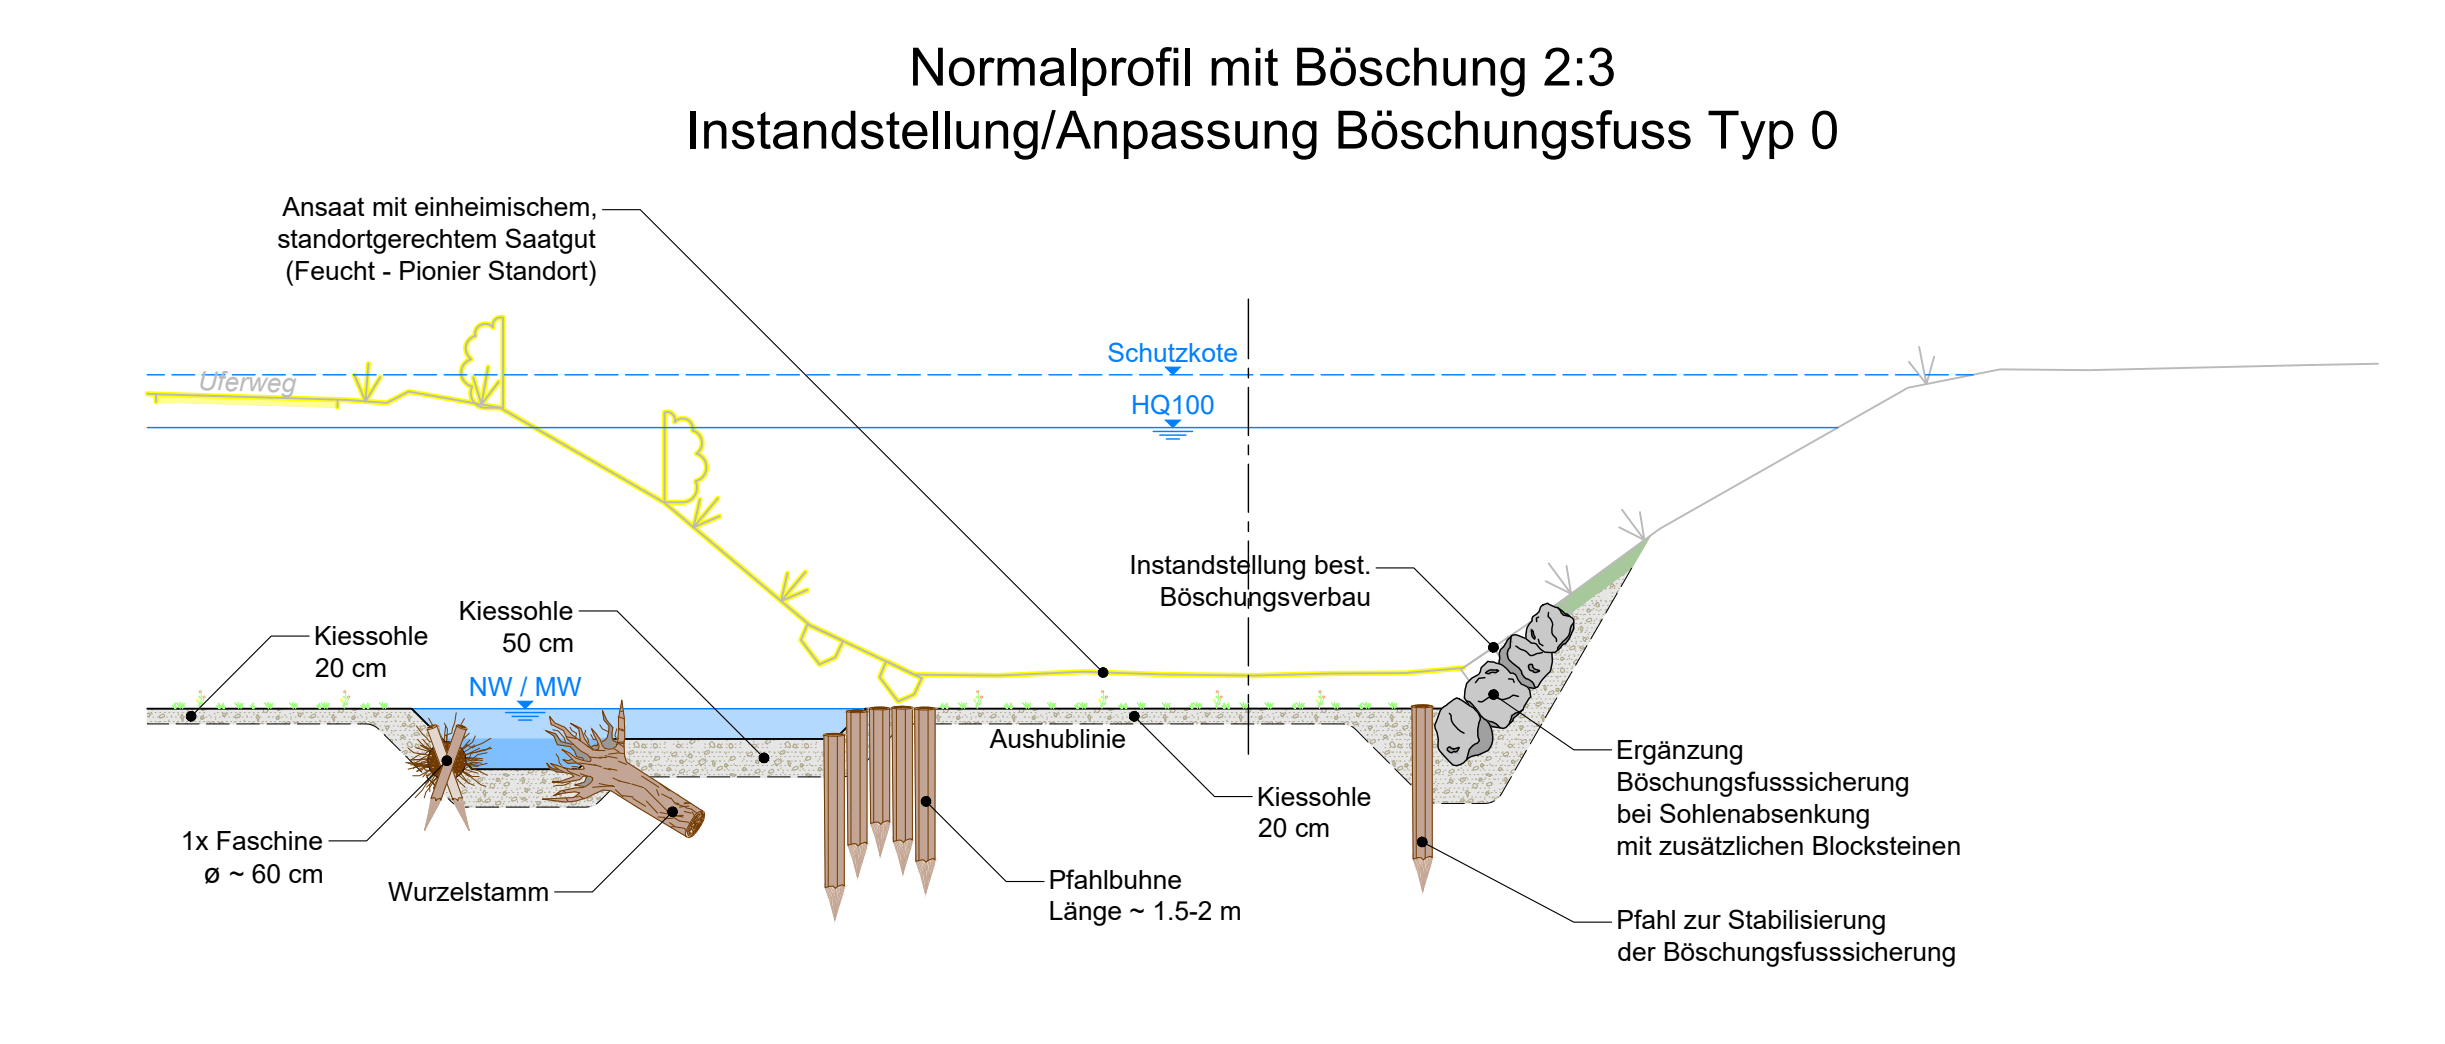 Normalprofil mit Böschung 2:3
Instandstellung/Anpassung Böschungsfuss Typ 0
Ansaat mit einheimischem,
standortgerechtem Saatgut
(Feucht - Pionier Standort)
Schutzkote
Uferweg
HQ100
Instandstellung best.
Böschungsverbau
Kiessohle
50 cm
Kiessohle
20 cm
NW / MW
Aushublinie
Ergänzung
Böschungsfusssicherung
bei Sohlenabsenkung
mit zusätzlichen Blocksteinen
Kiessohle
20 cm
1x Faschine
ø ~ 60 cm
Wurzelstamm
Pfahlbuhne
Länge ~ 1.5-2 m
Pfahl zur Stabilisierung
der Böschungsfusssicherung